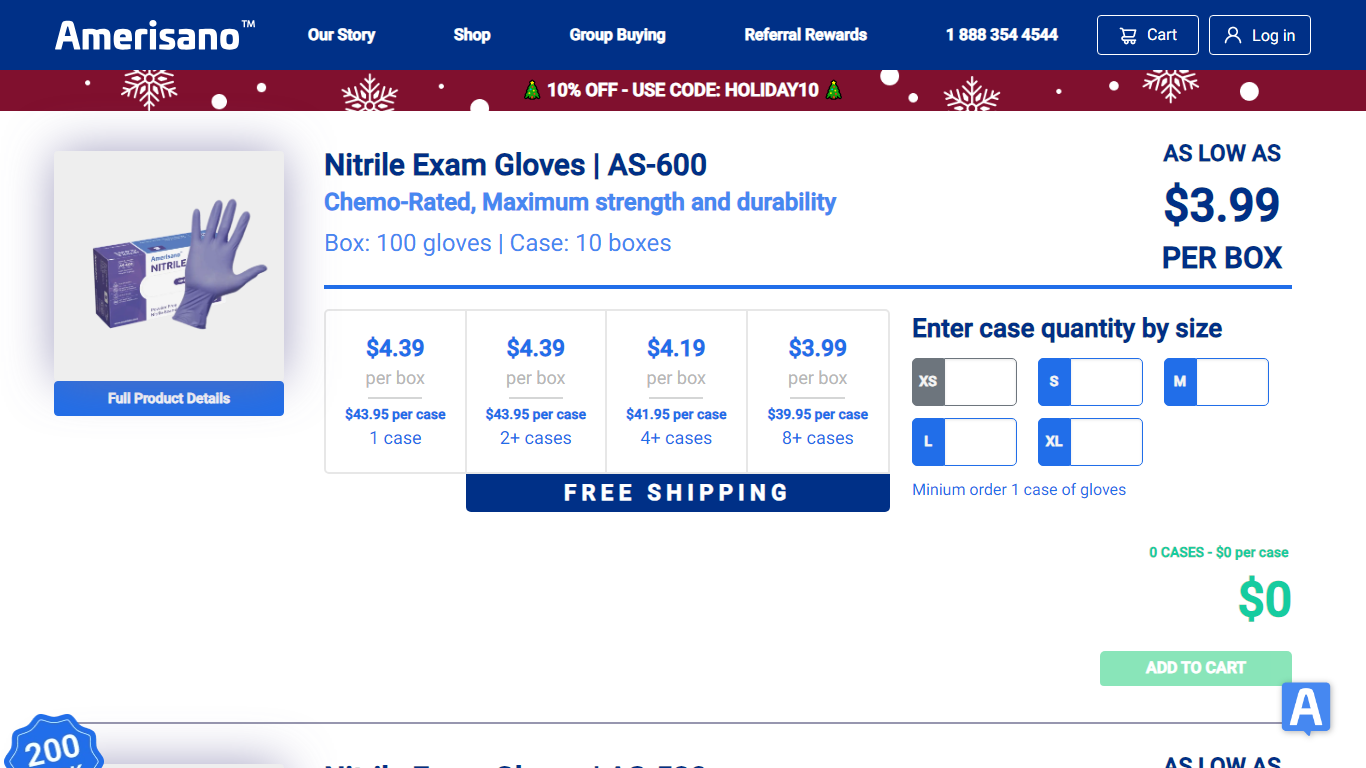 Amerisano™
Our Story
Shop
Group Buying
Referral Rewards
1 888 354 4544
Cart
Log in
🎄 10% OFF - USE CODE: HOLIDAY10 🎄
Amerisano
NITRILE
Full Product Details
Nitrile Exam Gloves | AS-600
Chemo-Rated, Maximum strength and durability
Box: 100 gloves | Case: 10 boxes
AS LOW AS
$3.99
PER BOX
$4.39
per box
$43.95 per case
1 case
$4.39
per box
$43.95 per case
2+ cases
$4.19
per box
$41.95 per case
4+ cases
$3.99
per box
$39.95 per case
8+ cases
FREE SHIPPING
Enter case quantity by size
XS
S
M
L
XL
Minium order 1 case of gloves
0 CASES - $0 per case
$0
ADD TO CART
A
200
AS LOW AS